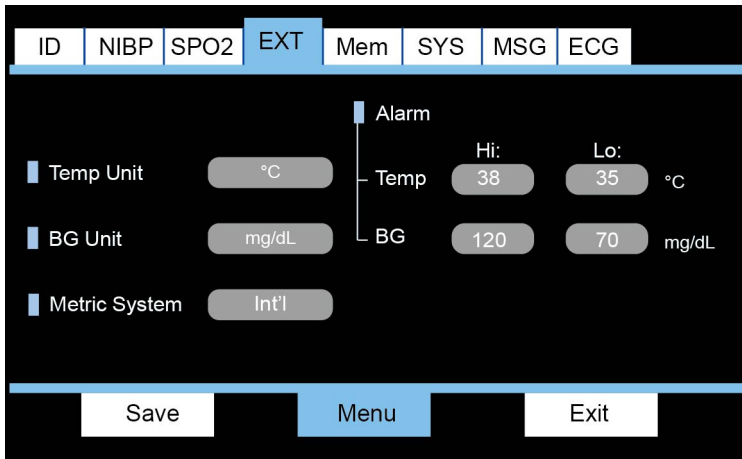 ID NIBP SPO2 EXT Mem SYS MSG ECG
Alarm
Hi: Lo:
Temp Unit °C Temp 38 35 °C
BG Unit mg/dL BG 120 70 mg/dL
Metric System Int'l
Save Menu Exit